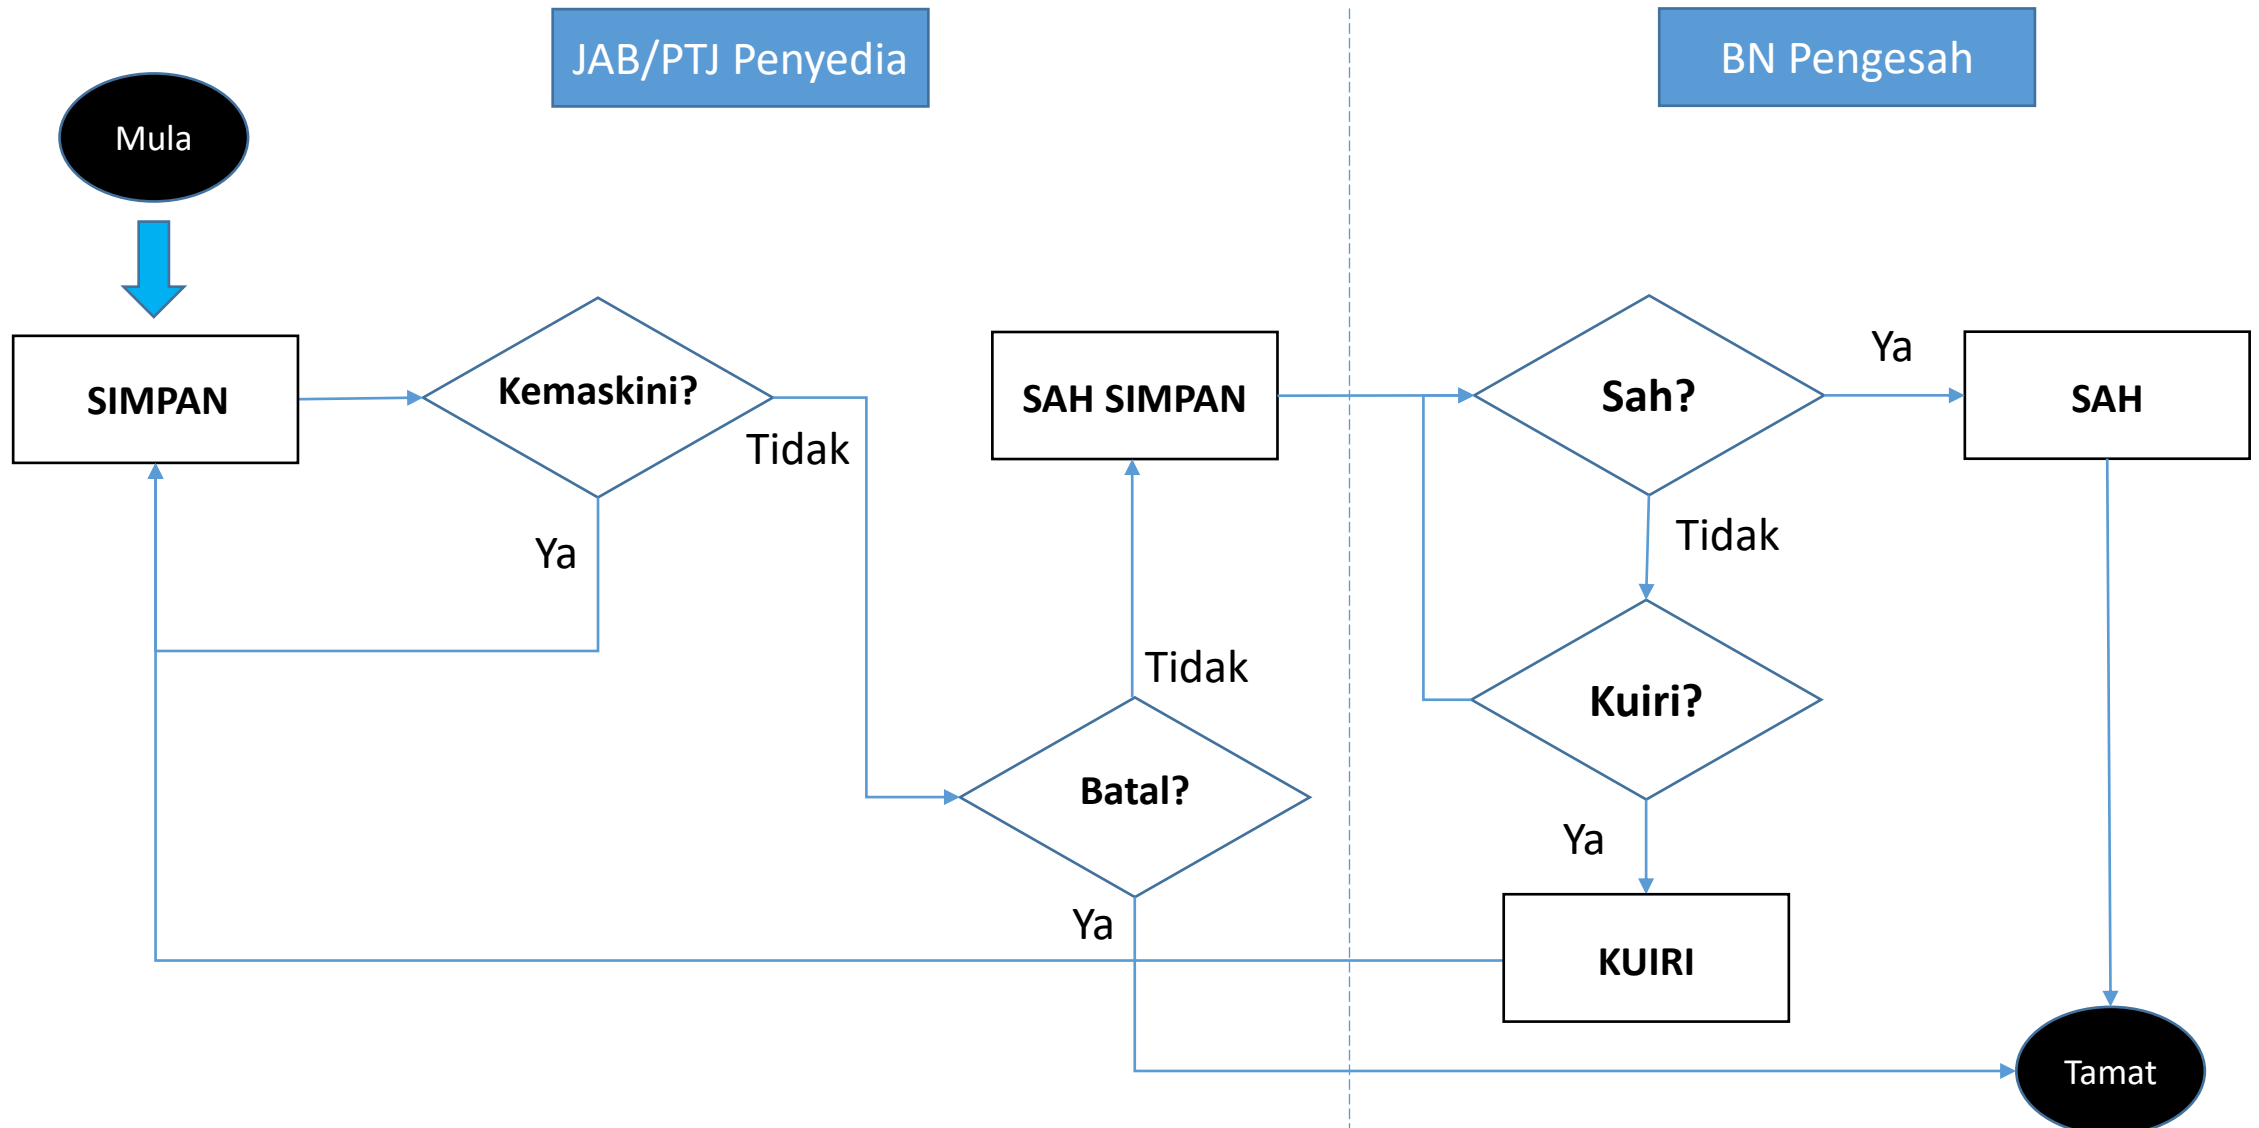 JAB/PTJ Penyedia
BN Pengesah
Mula
SIMPAN
Kemaskini?
Tidak
Ya
SAH SIMPAN
Sah?
Ya
SAH
Tidak
Tidak
Kuiri?
Batal?
Ya
Ya
KUIRI
Tamat